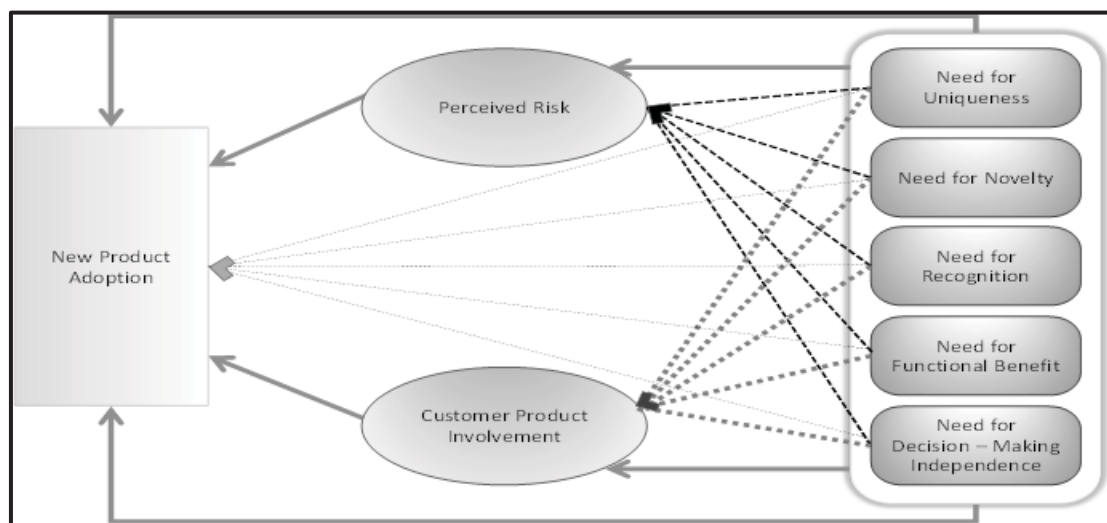 Perceived Risk
New Product
Adoption
Customer Product
Involvement
Need for
Uniqueness
Need for Novelty
Need for
Recognition
Need for
Functional Benefit
Need for
Decision – Making
Independence